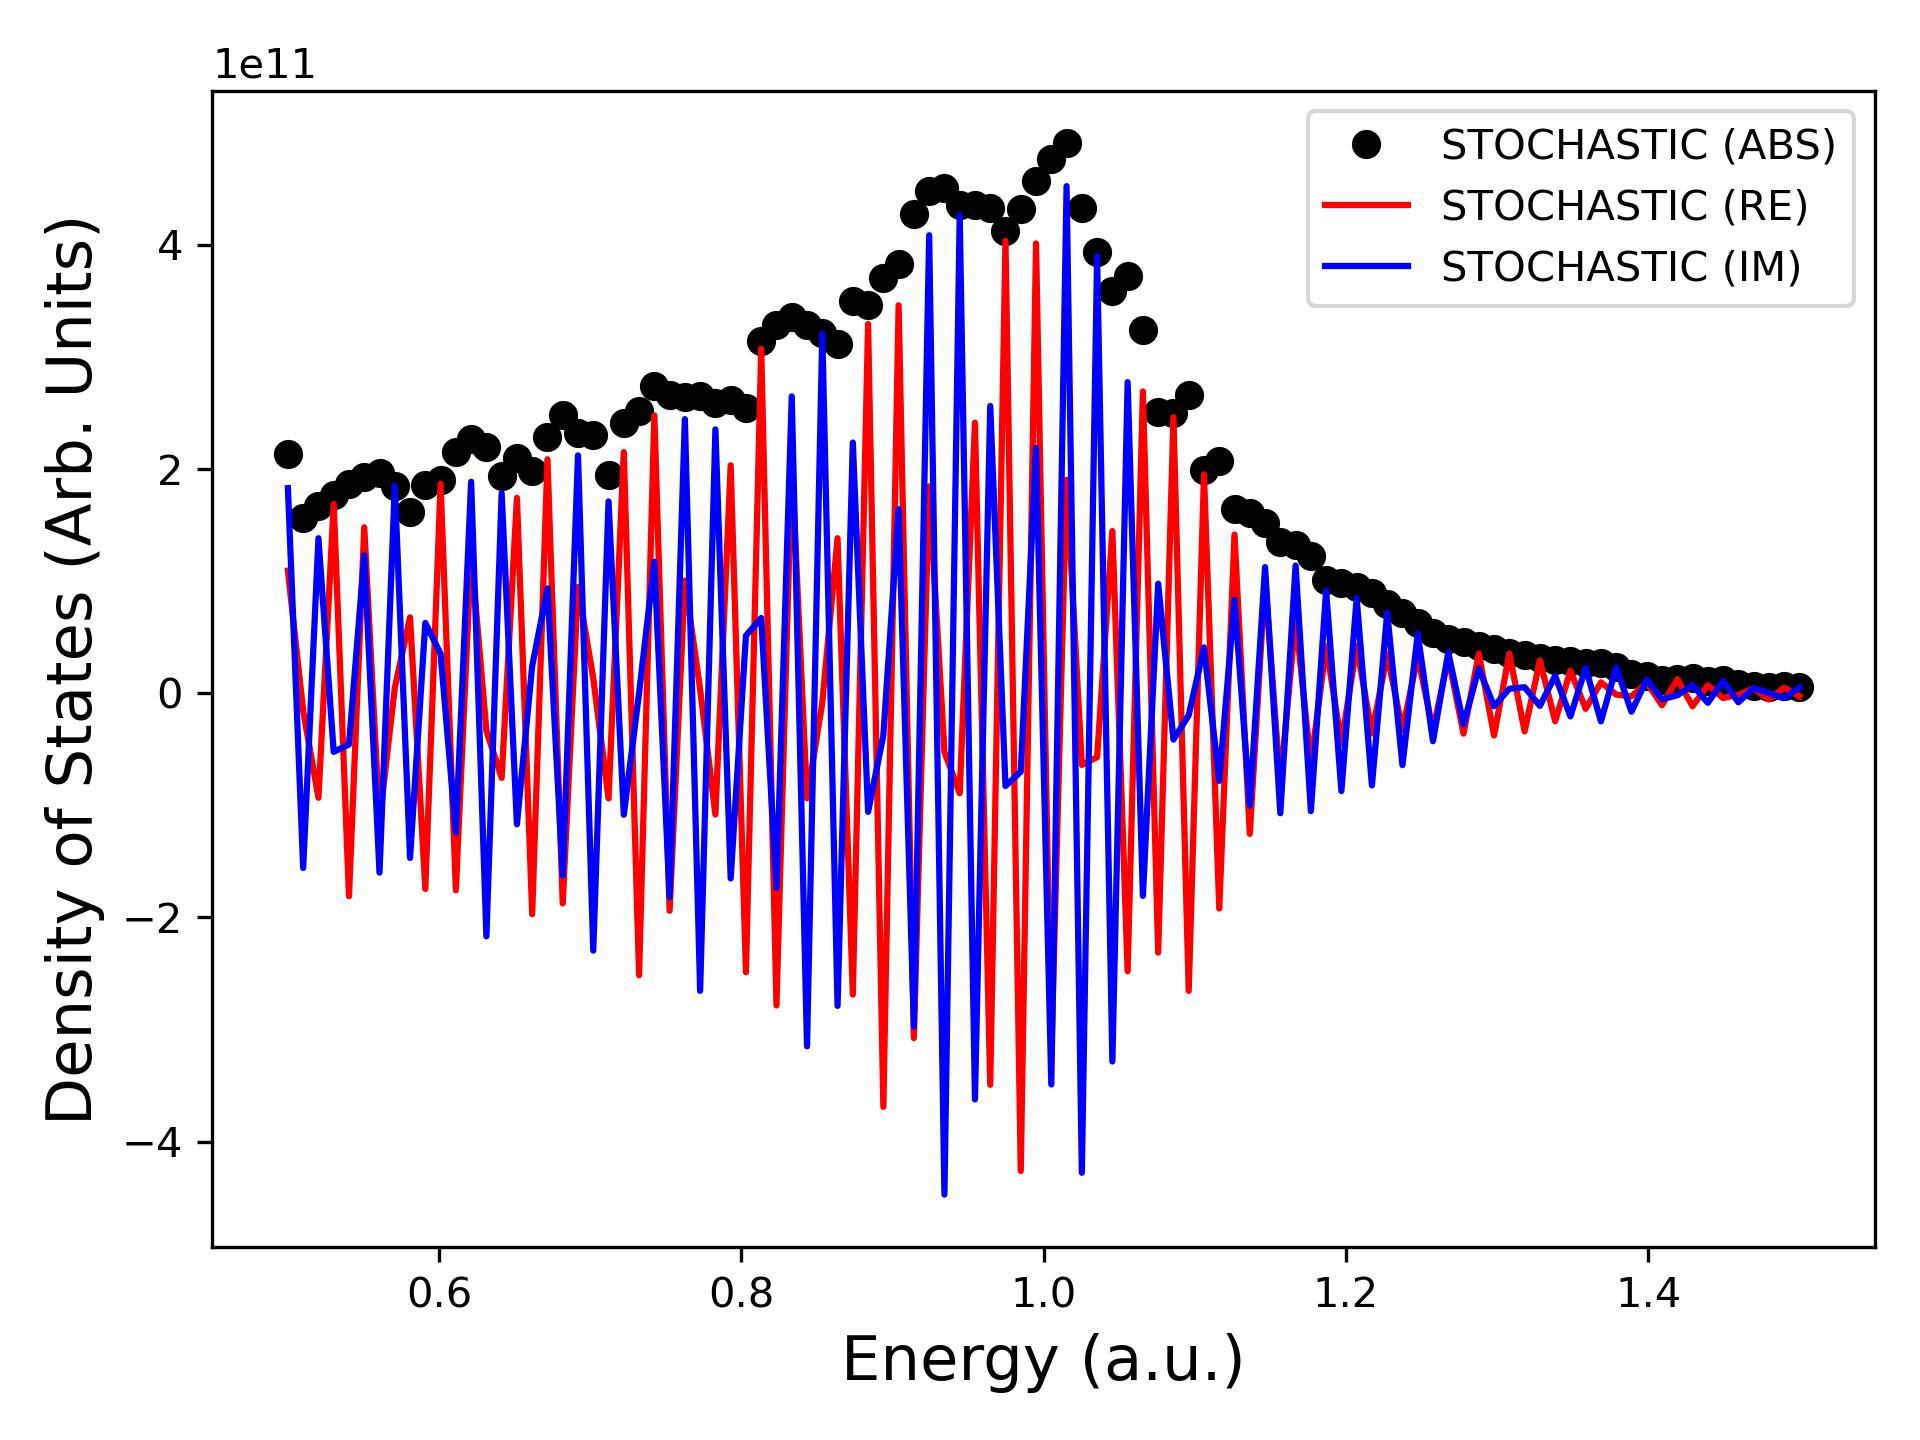 1e11
STOCHASTIC (ABS)
STOCHASTIC (RE)
STOCHASTIC (IM)
Density of States (Arb. Units)
4
2
0
−2
−4
0.6 0.8 1.0 1.2 1.4
Energy (a.u.)